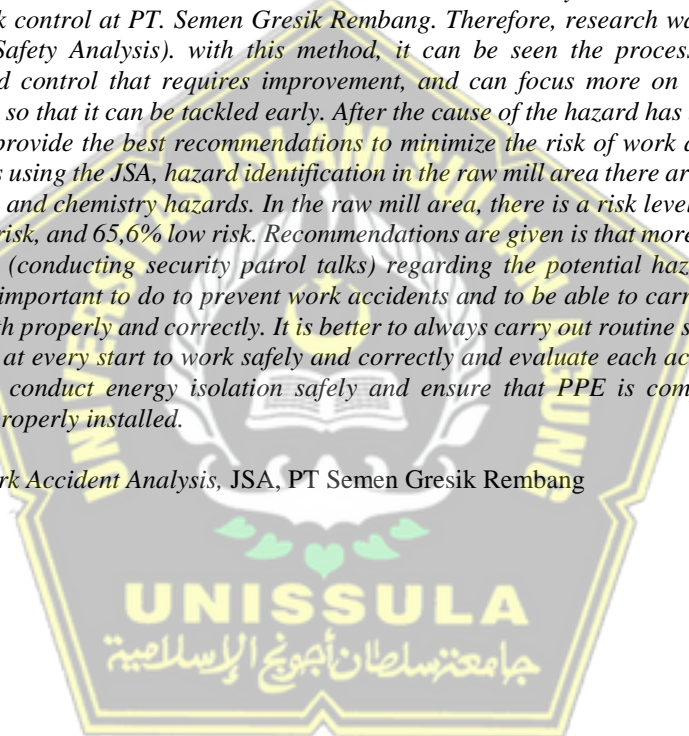 k control at PT. Semen Gresik Rembang. Therefore, research wa
Safety Analysis). with this method, it can be seen the process
d control that requires improvement, and can focus more on
so that it can be tackled early. After the cause of the hazard has
provide the best recommendations to minimize the risk of work a
s using the JSA, hazard identification in the raw mill area there are
and chemistry hazards. In the raw mill area, there is a risk level
risk, and 65,6% low risk. Recommendations are given is that more
(conducting security patrol talks) regarding the potential haz
important to do to prevent work accidents and to be able to carr
th properly and correctly. It is better to always carry out routine s
at every start to work safely and correctly and evaluate each ac
conduct energy isolation safely and ensure that PPE is com
roperly installed.
rk Accident Analysis, JSA, PT Semen Gresik Rembang
UNIVERSITAS ISLAM SULTAN AGUNG
UNISSULA
جامعتسلطان أجونج الإسلامية